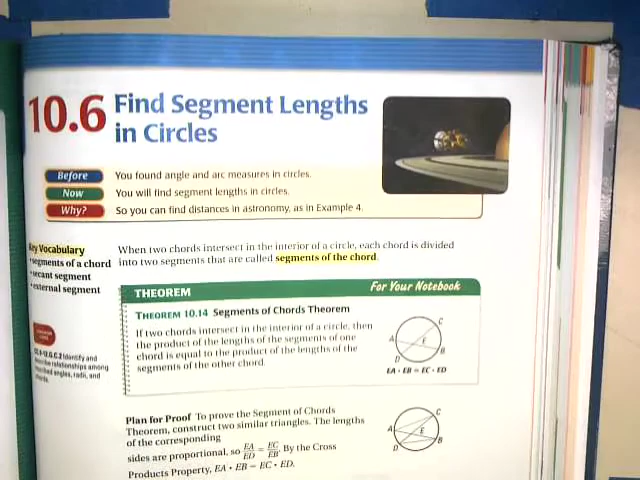 10.6 Find Segment Lengths
in Circles
Before You found angle and arc measures in circles.
Now You will find segment lengths in circles.
Why? So you can find distances in astronomy, as in Example 4.
Key Vocabulary
• segments of a chord
• secant segment
• external segment
When two chords intersect in the interior of a circle, each chord is divided
into two segments that are called segments of the chord.
THEOREM For Your Notebook
THEOREM 10.14 Segments of Chords Theorem
If two chords intersect in the interior of a circle, then
the product of the lengths of the segments of one
chord is equal to the product of the lengths of the
segments of the other chord.
C
A
E
B
D
EA • EB = EC • ED
Identify and
relationships among
angles, radii, and
Plan for Proof To prove the Segment of Chords
Theorem, construct two similar triangles. The lengths
of the corresponding
sides are proportional, so EA/ED = EC/EB. By the Cross
Products Property, EA • EB = EC • ED.
C
A
E
B
D